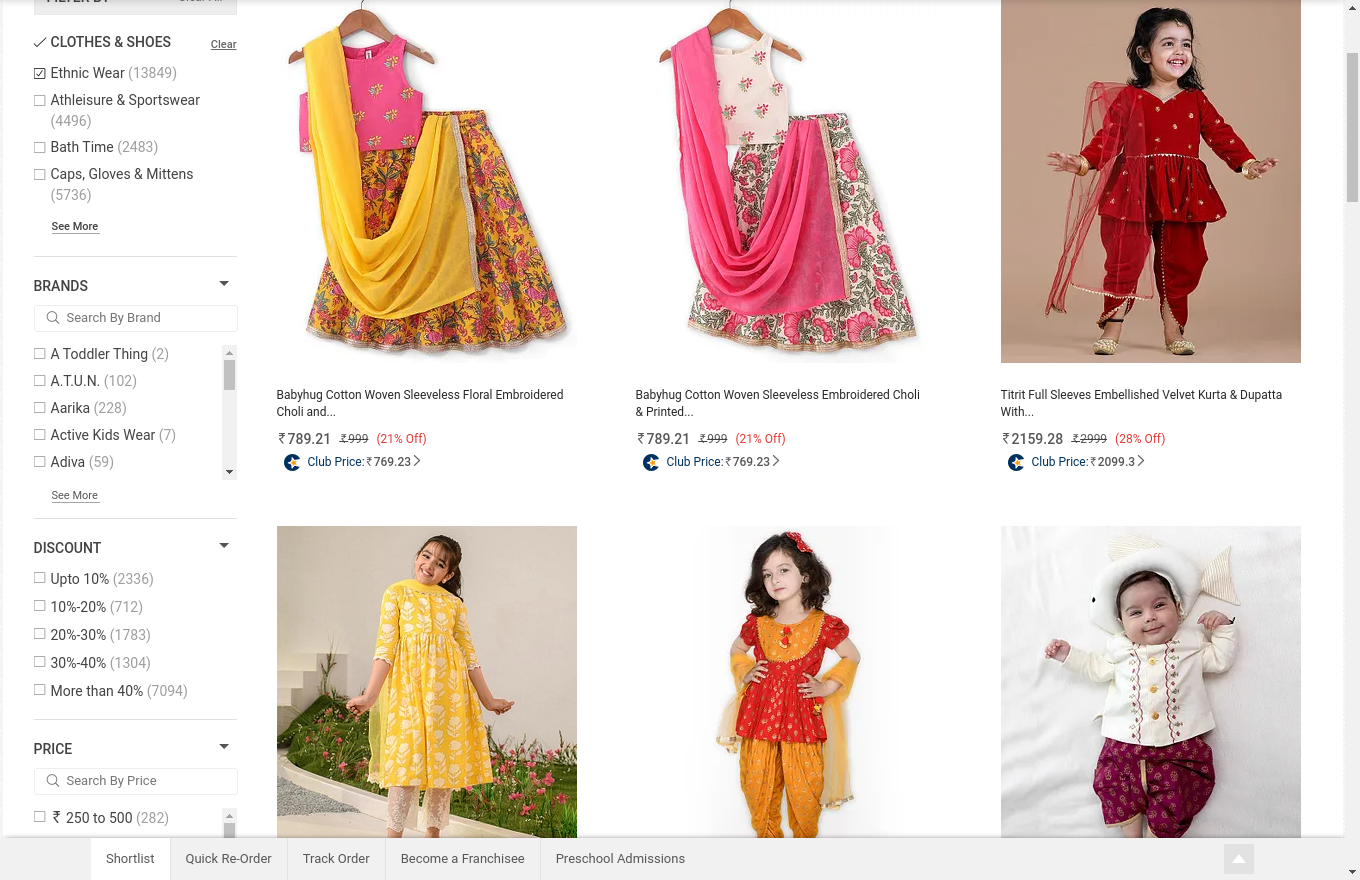 FILTER BY
Clear All
CLOTHES & SHOES
Clear
Ethnic Wear (13849)
Athleisure & Sportswear
(4496)
Bath Time (2483)
Caps, Gloves & Mittens
(5736)
See More
BRANDS
Search By Brand
A Toddler Thing (2)
A.T.U.N. (102)
Aarika (228)
Active Kids Wear (7)
Adiva (59)
See More
DISCOUNT
Upto 10% (2336)
10%-20% (712)
20%-30% (1783)
30%-40% (1304)
More than 40% (7094)
PRICE
Search By Price
₹ 250 to 500 (282)
Babyhug Cotton Woven Sleeveless Floral Embroidered
Choli and...
₹789.21 ₹999 (21% Off)
Club Price:₹769.23
Babyhug Cotton Woven Sleeveless Embroidered Choli
& Printed...
₹789.21 ₹999 (21% Off)
Club Price:₹769.23
Titrit Full Sleeves Embellished Velvet Kurta & Dupatta
With...
₹2159.28 ₹2999 (28% Off)
Club Price:₹2099.3
Shortlist
Quick Re-Order
Track Order
Become a Franchisee
Preschool Admissions